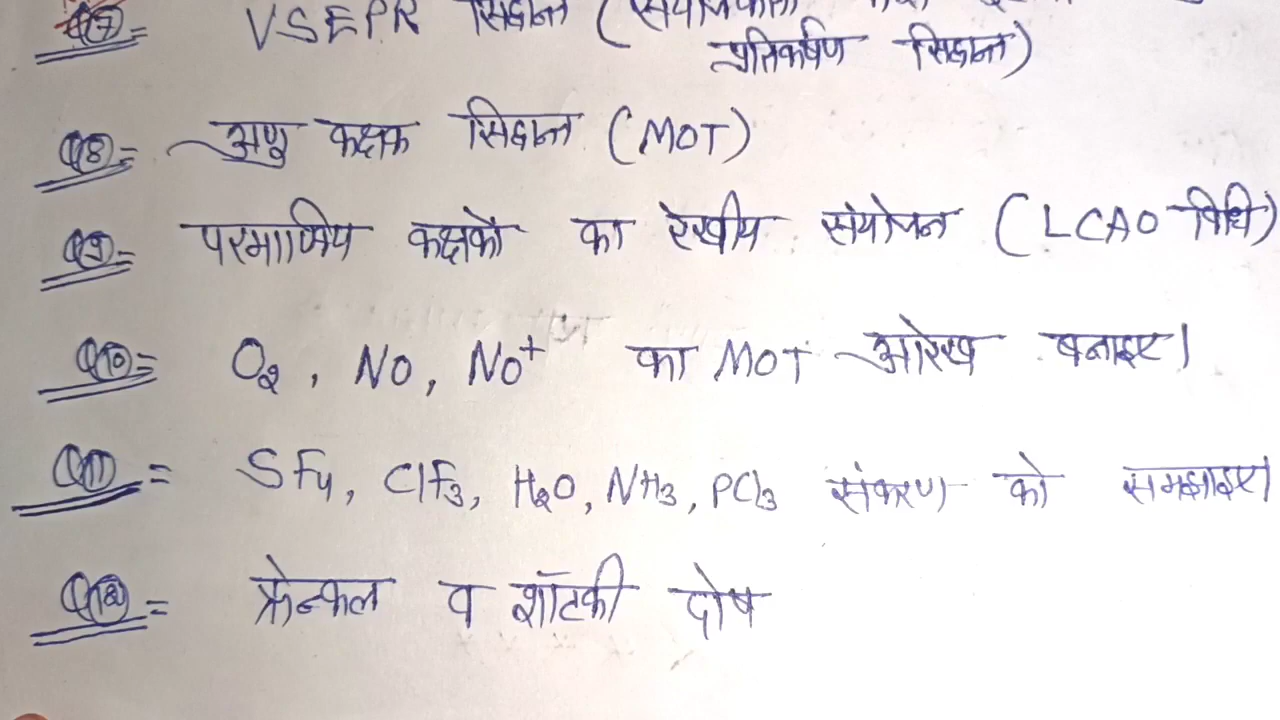 Q7= VSEPR सिद्धान्त (संयोजकता
प्रतिकर्षण सिद्धान्त)
Q8= अणु कक्षक सिद्धान्त (MOT)
Q9= परमाण्विय कक्षकों का रेखीय संयोजन (LCAO विधि)
Q10= O2, NO, NO+ का MOT आरेख बनाइए।
Q11= SF4, ClF3, H2O, NH3, PCl3 संकरण को समझाइए।
Q12= फ्रेन्कल व शॉटकी दोष